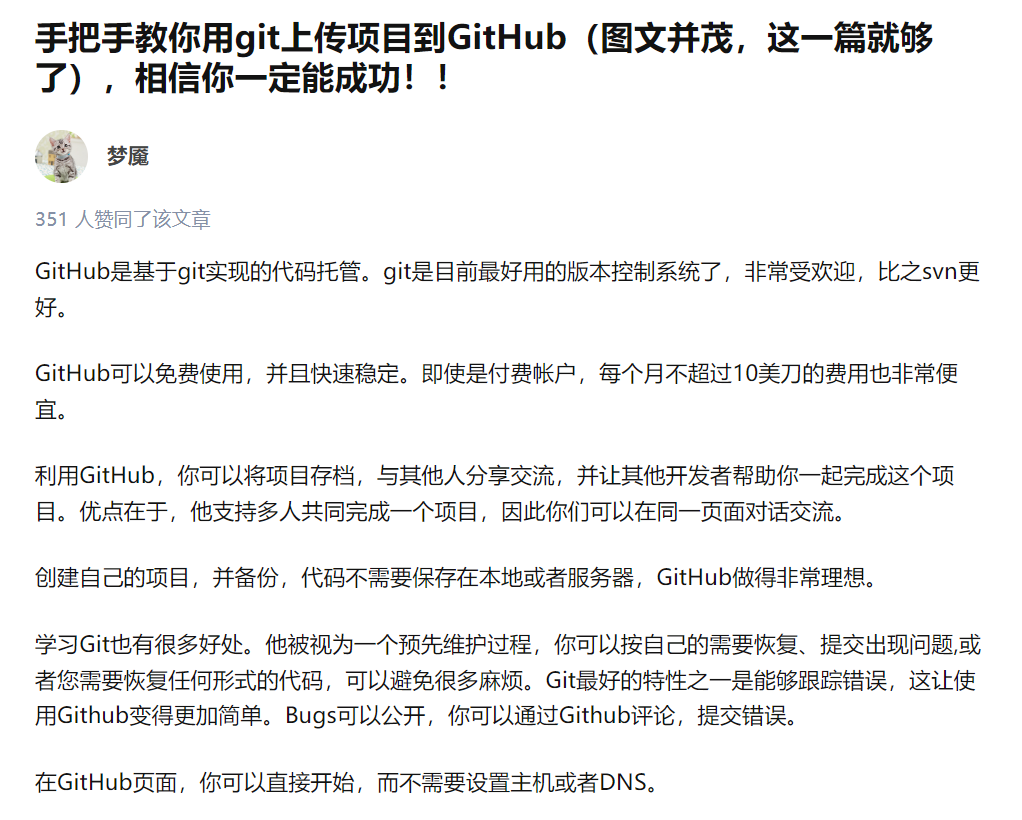 手把手教你用git上传项目到GitHub（图文并茂，这一篇就够
了），相信你一定能成功！！
梦魇
351 人赞同了该文章
GitHub是基于git实现的代码托管。git是目前最好用的版本控制系统了，非常受欢迎，比之svn更
好。
GitHub可以免费使用，并且快速稳定。即使是付费帐户，每个月不超过10美刀的费用也非常便
宜。
利用GitHub，你可以将项目存档，与其他人分享交流，并让其他开发者帮助你一起完成这个项
目。优点在于，他支持多人共同完成一个项目，因此你们可以在同一页面对话交流。
创建自己的项目，并备份，代码不需要保存在本地或者服务器，GitHub做得非常理想。
学习Git也有很多好处。他被视为一个预先维护过程，你可以按自己的需要恢复、提交出现问题,或
者您需要恢复任何形式的代码，可以避免很多麻烦。Git最好的特性之一是能够跟踪错误，这让使
用Github变得更加简单。Bugs可以公开，你可以通过Github评论，提交错误。
在GitHub页面，你可以直接开始，而不需要设置主机或者DNS。